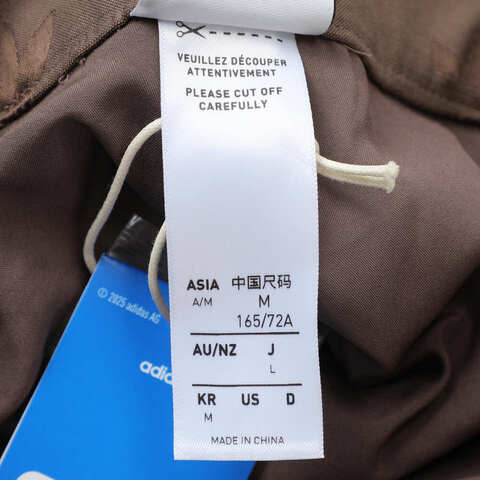 VEUILLEZ DÉCOUPER
ATTENTIVEMENT
PLEASE CUT OFF
CAREFULLY
ASIA 中国尺码
A/M M
165/72A
AU/NZ J
L
KR US D
M
MADE IN CHINA
© 2025 adidas AG
adid